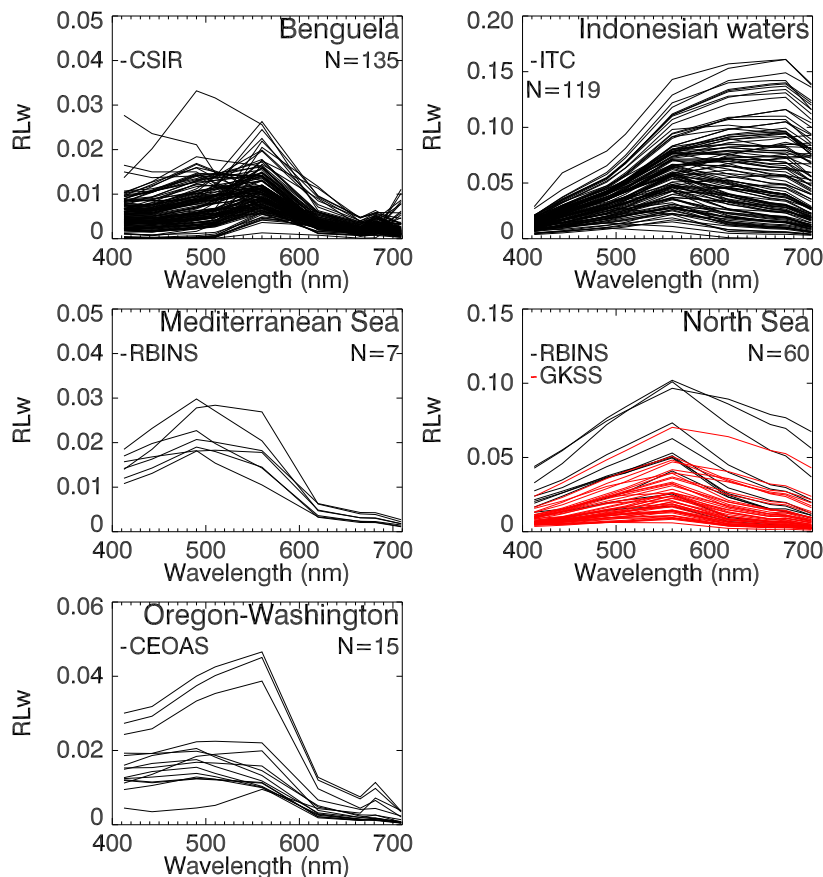 Benguela
-CSIR N=135
0.05
0.04
0.03
0.02
0.01
0
RLw
400 500 600 700
Wavelength (nm)
Indonesian waters
-ITC
N=119
0.20
0.15
0.10
0.05
0
RLw
400 500 600 700
Wavelength (nm)
Mediterranean Sea
-RBINS N=7
0.05
0.04
0.03
0.02
0.01
0
RLw
400 500 600 700
Wavelength (nm)
North Sea
-RBINS N=60
-GKSS
0.15
0.10
0.05
0
RLw
400 500 600 700
Wavelength (nm)
Oregon-Washington
-CEOAS N=15
0.06
0.04
0.02
0
RLw
400 500 600 700
Wavelength (nm)